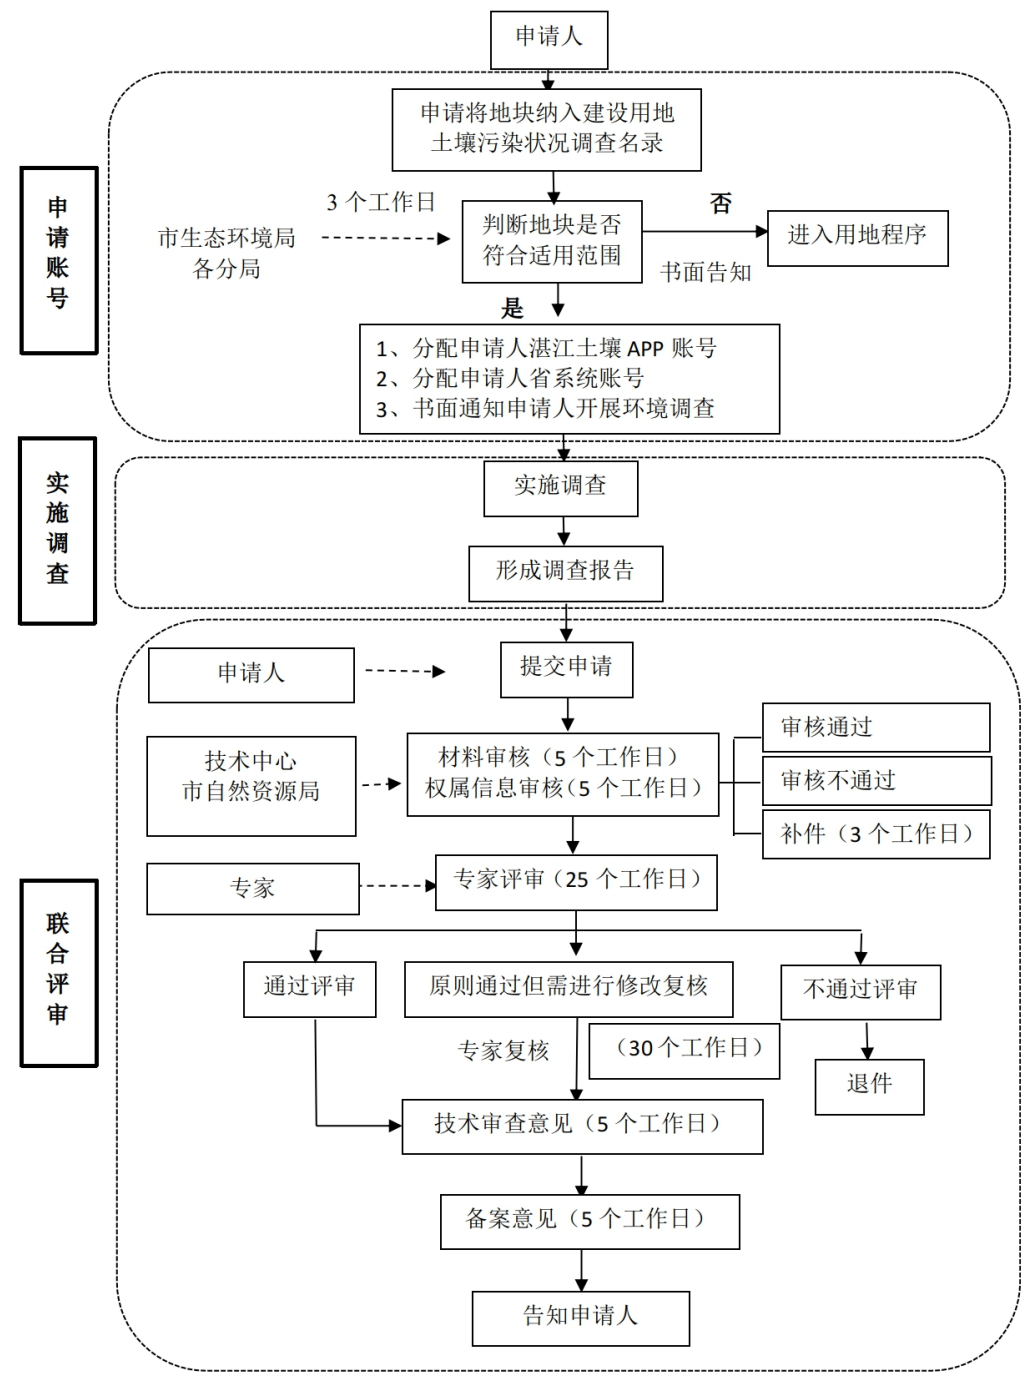 申请人
申请将地块纳入建设用地
土壤污染状况调查名录
申请账号
3 个工作日
市生态环境局
各分局
判断地块是否
符合适用范围
否
书面告知
进入用地程序
是
1、分配申请人湛江土壤 APP 账号
2、分配申请人省系统账号
3、书面通知申请人开展环境调查
实施调查
实施调查
形成调查报告
联合评审
申请人
提交申请
技术中心
市自然资源局
材料审核（5 个工作日）
权属信息审核（5 个工作日）
审核通过
审核不通过
补件（3 个工作日）
专家
专家评审（25 个工作日）
通过评审
原则通过但需进行修改复核
不通过评审
专家复核
（30 个工作日）
退件
技术审查意见（5 个工作日）
备案意见（5 个工作日）
告知申请人